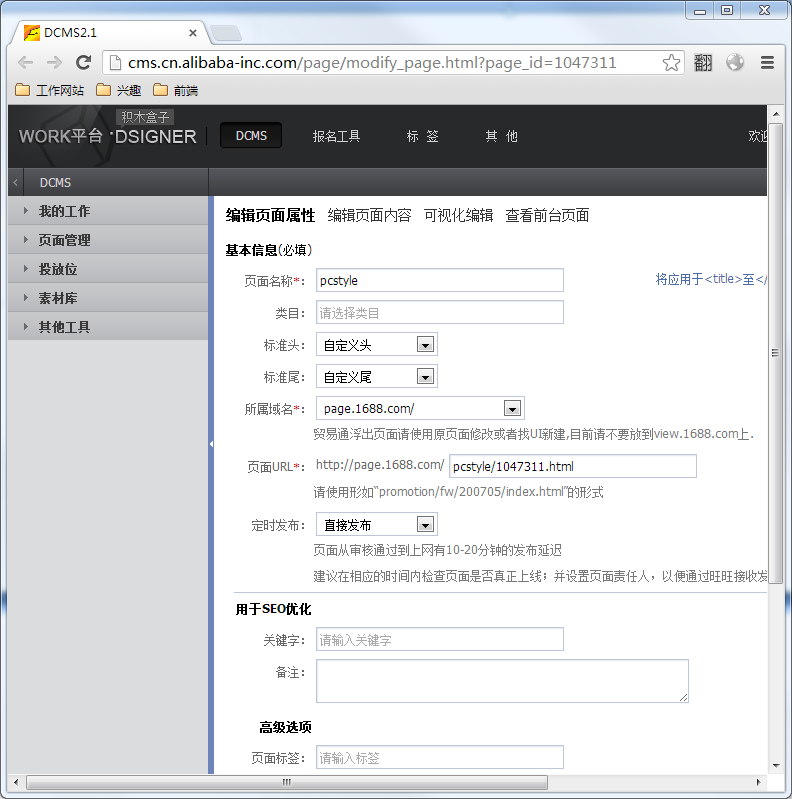 DCMS2.1
cms.cn.alibaba-inc.com/page/modify_page.html?page_id=1047311
翻
工作网站 兴趣 前端
积木盒子
WORK平台·DSIGNER DCMS 报名工具 标 签 其 他 欢迎
DCMS
我的工作
页面管理
投放位
素材库
其他工具
编辑页面属性 编辑页面内容 可视化编辑 查看前台页面
基本信息(必填)
页面名称*: pcstyle 将应用于<title>至</
类目: 请选择类目
标准头: 自定义头
标准尾: 自定义尾
所属域名*: page.1688.com/
贸易通浮出页面请使用原页面修改或者找UI新建,目前请不要放到view.1688.com上.
页面URL*: http://page.1688.com/ pcstyle/1047311.html
请使用形如"promotion/fw/200705/index.html"的形式
定时发布: 直接发布
页面从审核通过到上网有10-20分钟的发布延迟
建议在相应的时间内检查页面是否真正上线；并设置页面责任人，以便通过旺旺接收发
用于SEO优化
关键字: 请输入关键字
备注:
高级选项
页面标签: 请输入标签